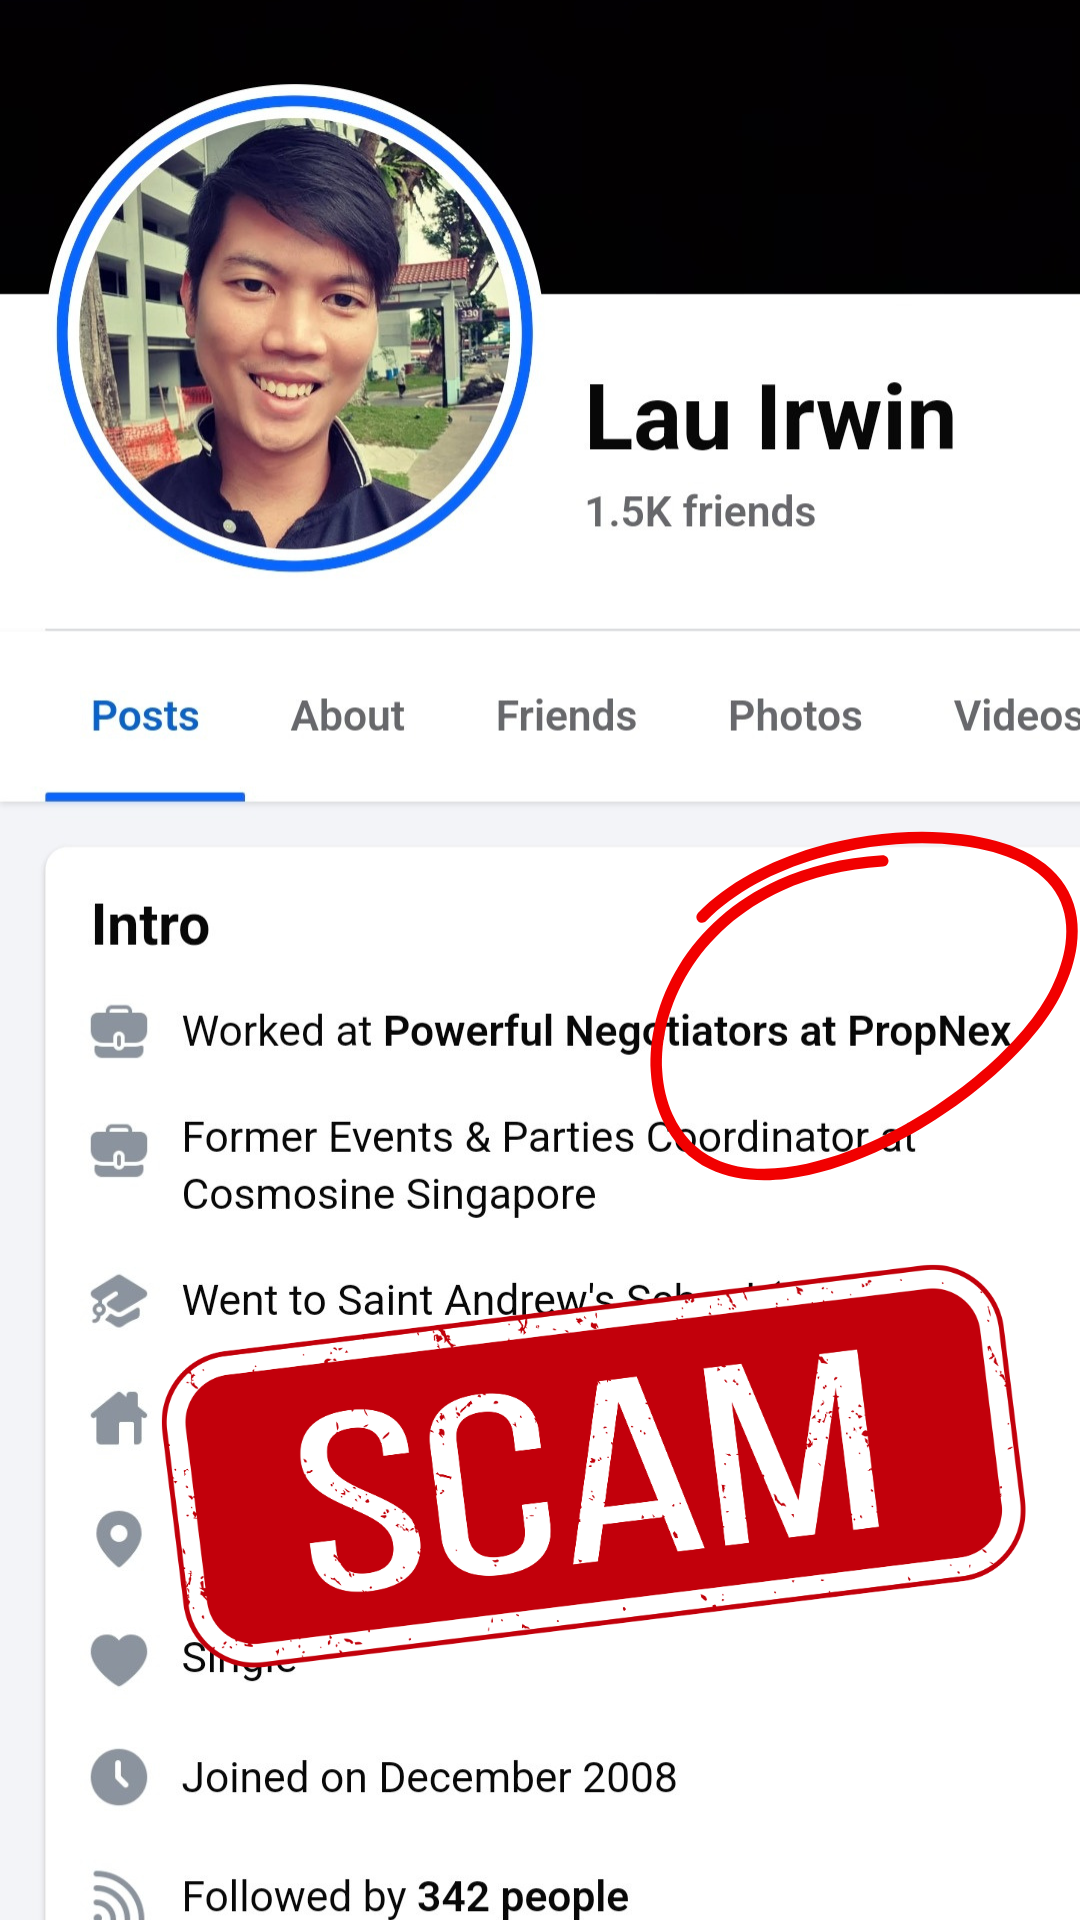 330
Lau Irwin
1.5K friends
Posts About Friends Photos Videos
Intro
Worked at Powerful Negotiators at PropNex
Former Events & Parties Coordinator at
Cosmosine Singapore
Went to Saint Andrew's
SCAM
Single
Joined on December 2008
Followed by 342 people